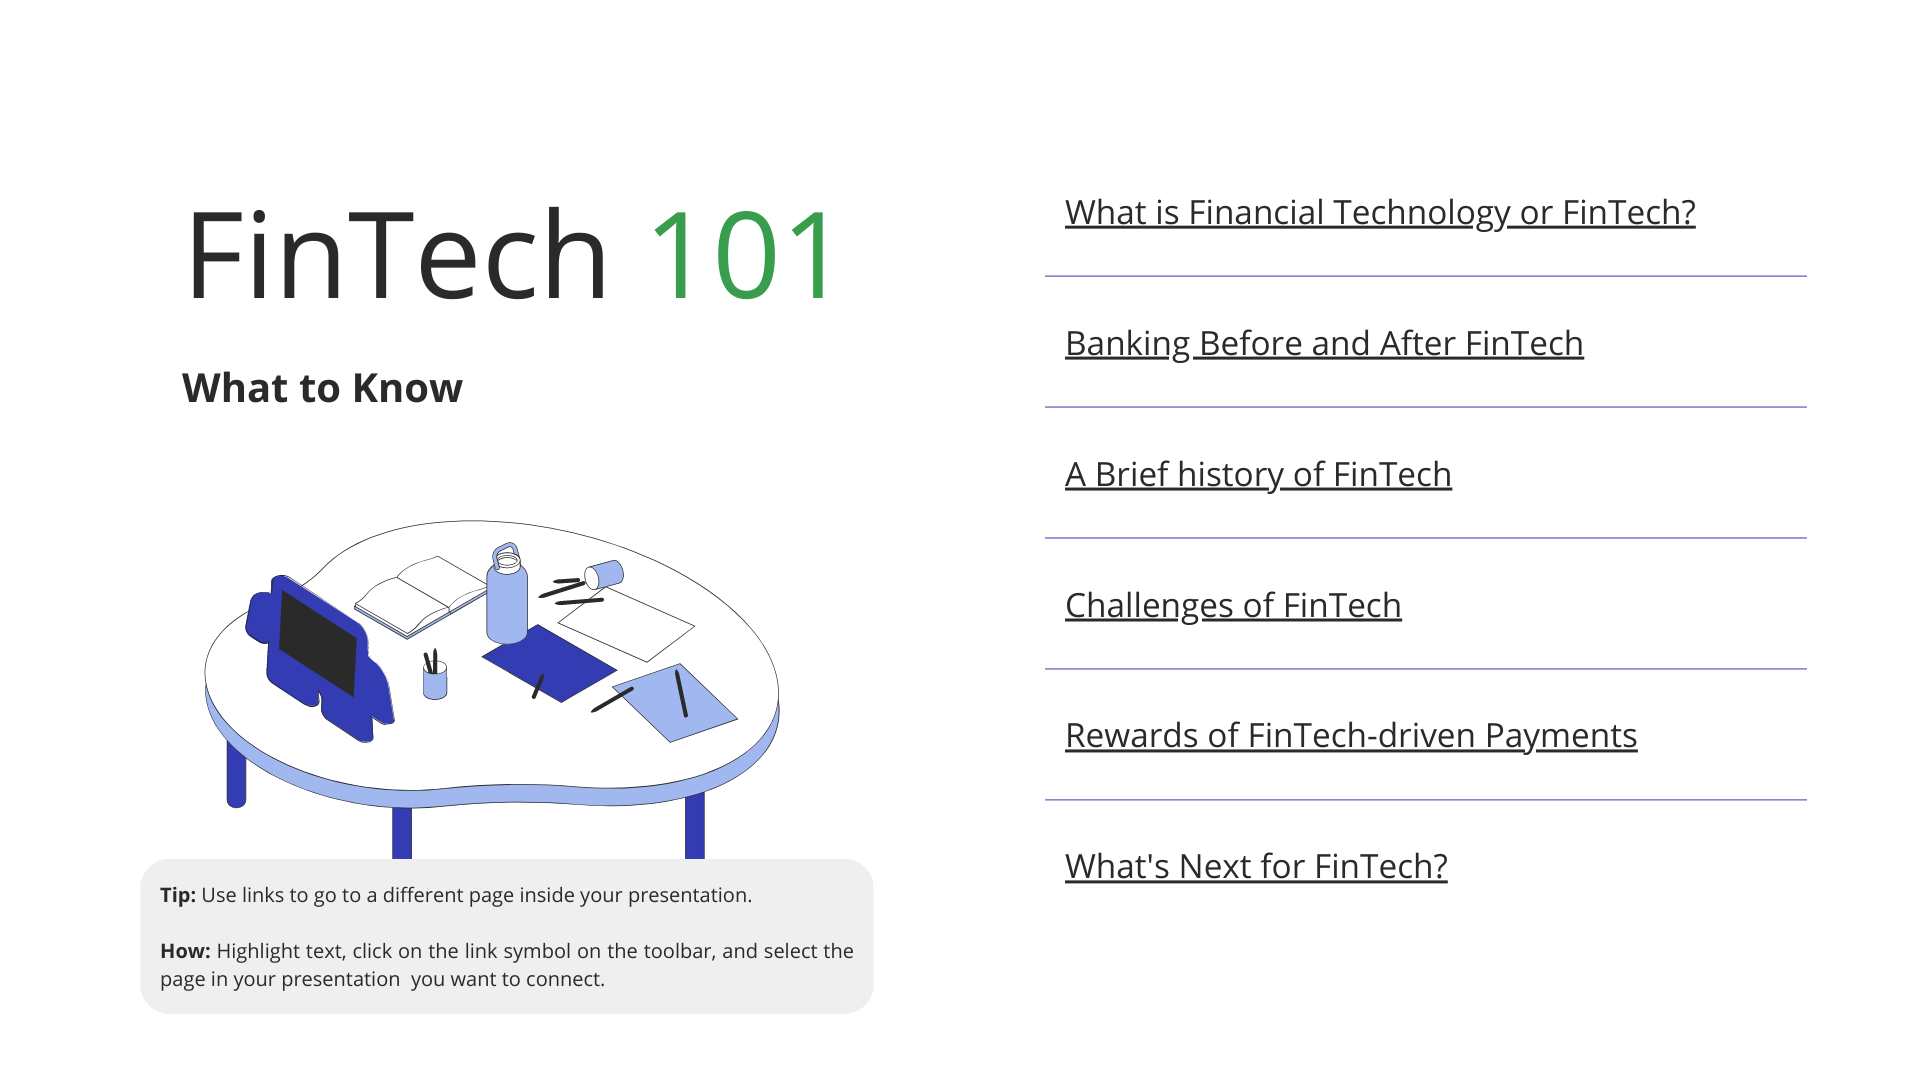 FinTech 101
What to Know
Tip: Use links to go to a different page inside your presentation.
How: Highlight text, click on the link symbol on the toolbar, and select the
page in your presentation  you want to connect.
What is Financial Technology or FinTech?
Banking Before and After FinTech
A Brief history of FinTech
Challenges of FinTech
Rewards of FinTech-driven Payments
What's Next for FinTech?